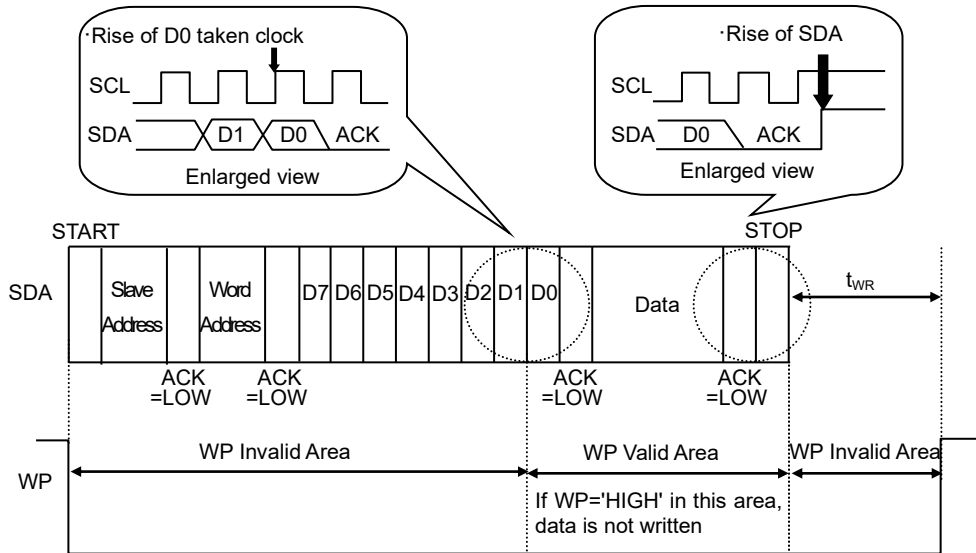 ·Rise of D0 taken clock
SCL
SDA
D1
D0
ACK
Enlarged view
·Rise of SDA
SCL
SDA
D0
ACK
Enlarged view
START
STOP
SDA
Slave
Address
Word
Address
D7
D6
D5
D4
D3
D2
D1
D0
Data
tWR
ACK
=LOW
ACK
=LOW
ACK
=LOW
ACK
=LOW
WP
WP Invalid Area
WP Valid Area
WP Invalid Area
If WP='HIGH' in this area,
data is not written